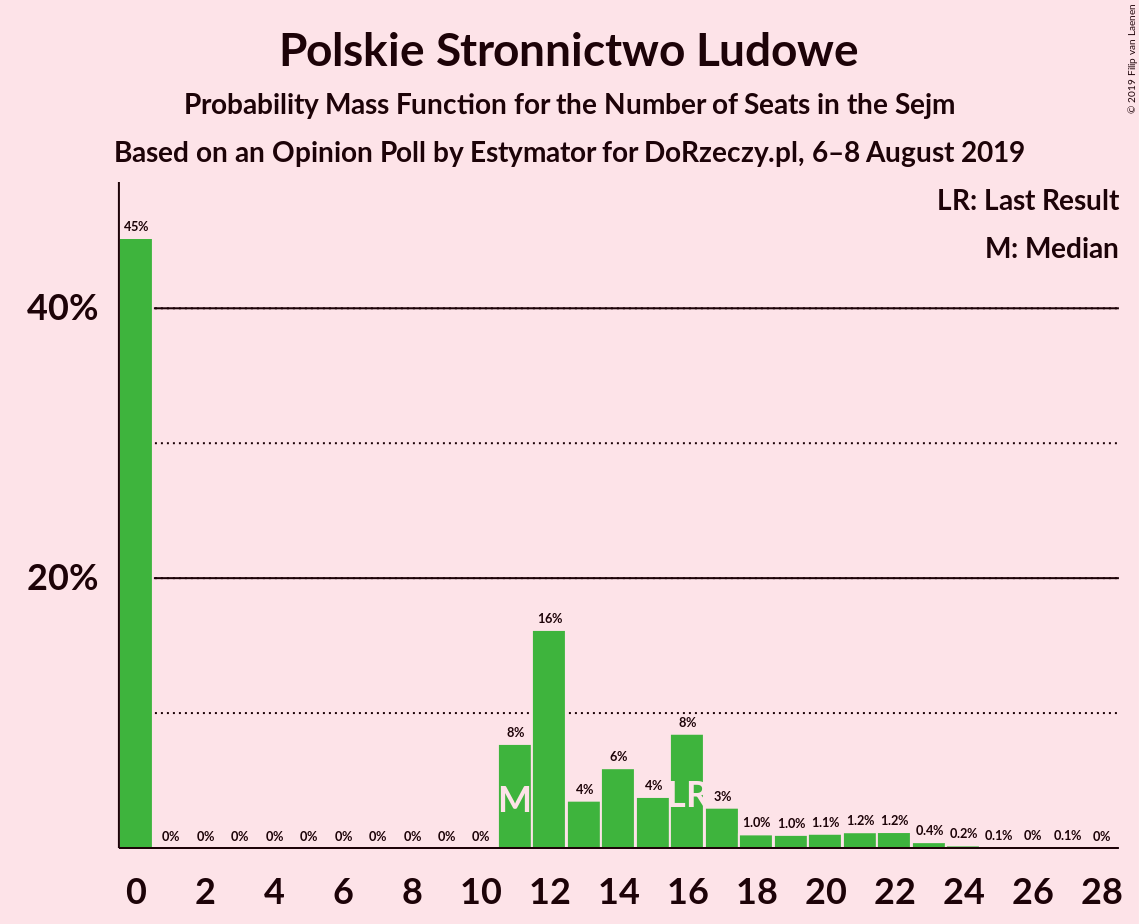 Polskie Stronnictwo Ludowe
Probability Mass Function for the Number of Seats in the Sejm
Based on an Opinion Poll by Estymator for DoRzeczy.pl, 6–8 August 2019
© 2019 Filip van Laenen
LR: Last Result
M: Median
40%
20%
45%
0% 0% 0% 0% 0% 0% 0% 0% 0% 0%
8%
16%
4%
6%
4%
8%
3%
1.0% 1.0% 1.1% 1.2% 1.2% 0.4% 0.2% 0.1% 0% 0.1% 0%
M
LR
0 2 4 6 8 10 12 14 16 18 20 22 24 26 28